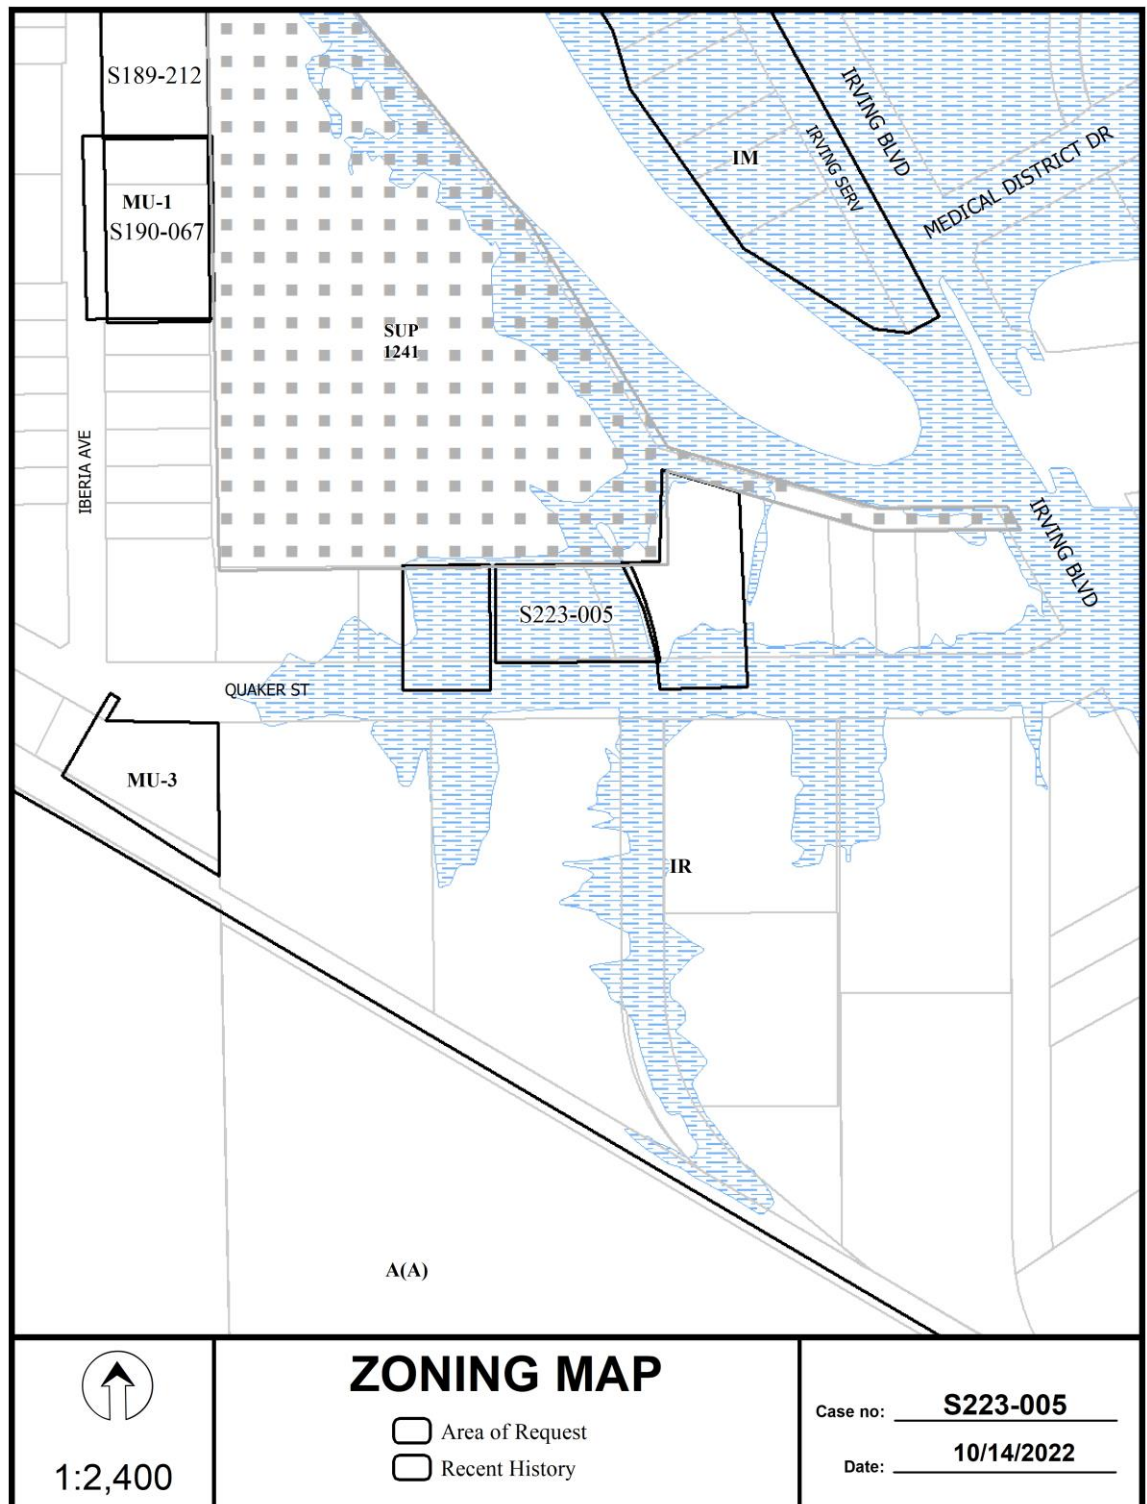 S189-212
IRVING BLVD
IRVING SERV
IM
MEDICAL DISTRICT DR
MU-1
S190-067
SUP
1241
IBERIA AVE
IRVING BLVD
S223-005
QUAKER ST
MU-3
IR
A(A)
ZONING MAP
Area of Request
Recent History
1:2,400
Case no: S223-005
Date: 10/14/2022